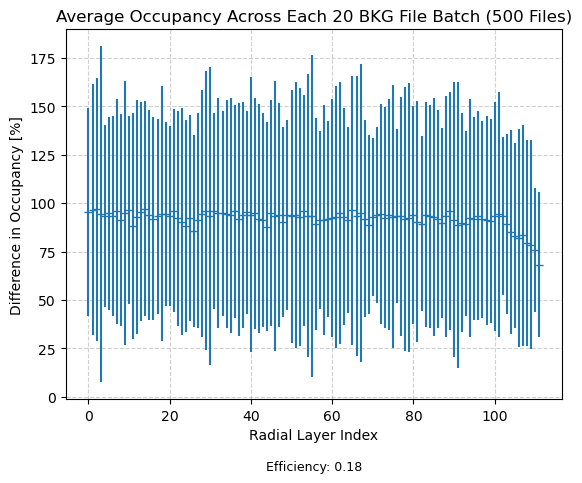 Average Occupancy Across Each 20 BKG File Batch (500 Files)
Difference in Occupancy [%]
175
150
125
100
75
50
25
0
0 20 40 60 80 100
Radial Layer Index
Efficiency: 0.18